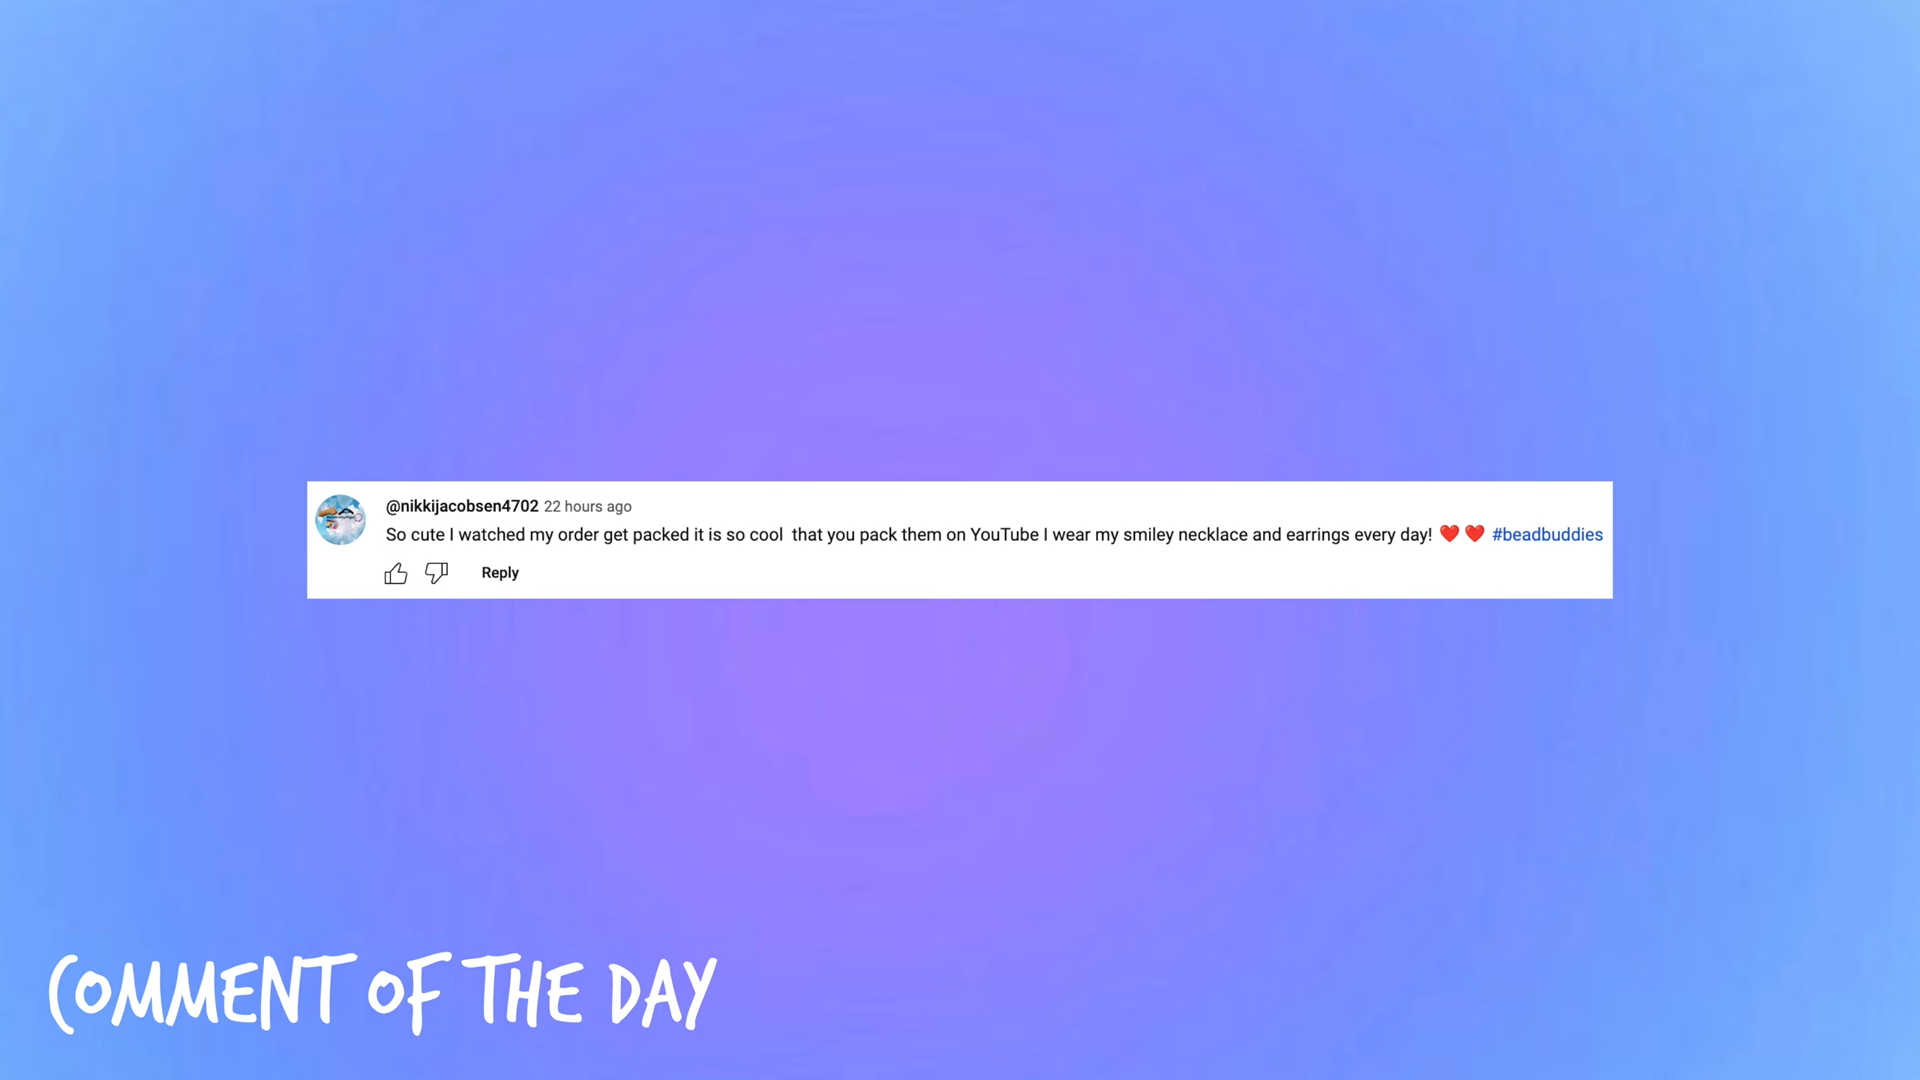 @nikkijacobsen4702 22 hours ago
So cute I watched my order get packed it is so cool  that you pack them on YouTube I wear my smiley necklace and earrings every day! ❤️ ❤️ #beadbuddies
Reply
COMMENT OF THE DAY